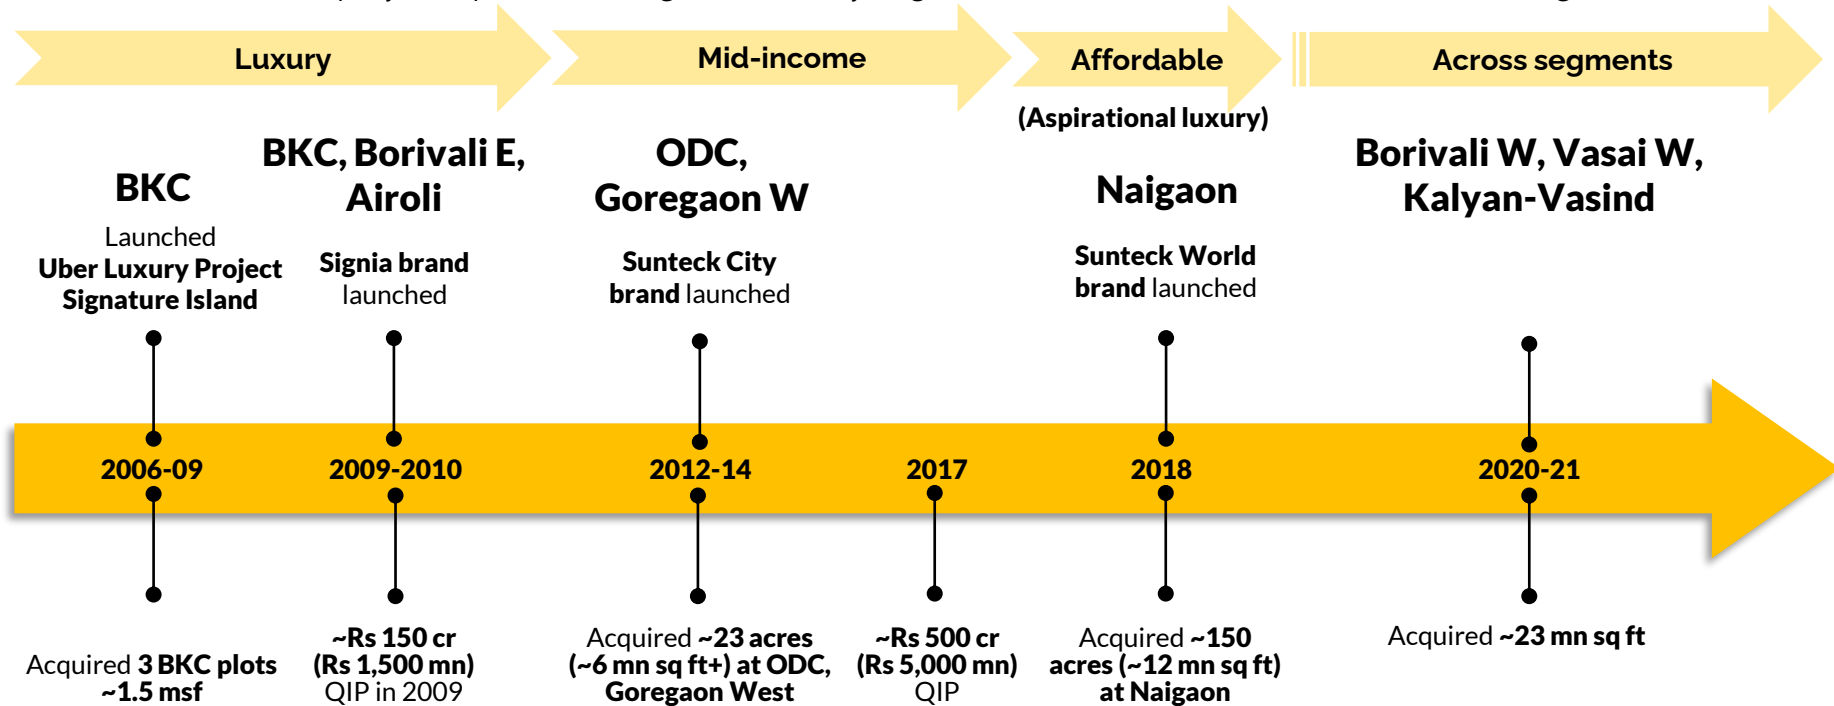 Luxury
Mid-income
Affordable
Across segments
(Aspirational luxury)
BKC
Launched
Uber Luxury Project
Signature Island
BKC, Borivali E,
Airoli
Signia brand
launched
ODC,
Goregaon W
Sunteck City
brand launched
Naigaon
Sunteck World
brand launched
Borivali W, Vasai W,
Kalyan-Vasind
2006-09
2009-2010
2012-14
2017
2018
2020-21
Acquired 3 BKC plots
~1.5 msf
~Rs 150 cr
(Rs 1,500 mn)
QIP in 2009
Acquired ~23 acres
(~6 mn sq ft+) at ODC,
Goregaon West
~Rs 500 cr
(Rs 5,000 mn)
QIP
Acquired ~150
acres (~12 mn sq ft)
at Naigaon
Acquired ~23 mn sq ft